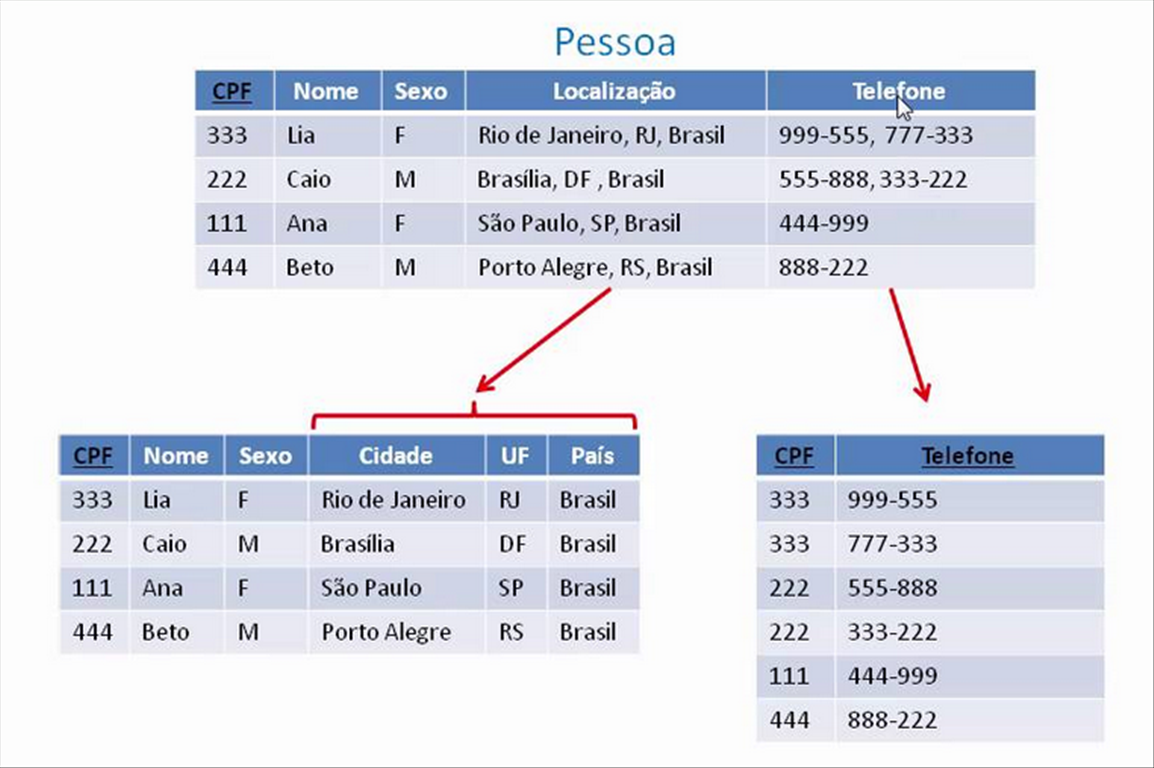 Pessoa
CPF Nome Sexo Localização Telefone
333 Lia F Rio de Janeiro, RJ, Brasil 999-555, 777-333
222 Caio M Brasília, DF , Brasil 555-888, 333-222
111 Ana F São Paulo, SP, Brasil 444-999
444 Beto M Porto Alegre, RS, Brasil 888-222
CPF Nome Sexo Cidade UF País
333 Lia F Rio de Janeiro RJ Brasil
222 Caio M Brasília DF Brasil
111 Ana F São Paulo SP Brasil
444 Beto M Porto Alegre RS Brasil
CPF Telefone
333 999-555
333 777-333
222 555-888
222 333-222
111 444-999
444 888-222